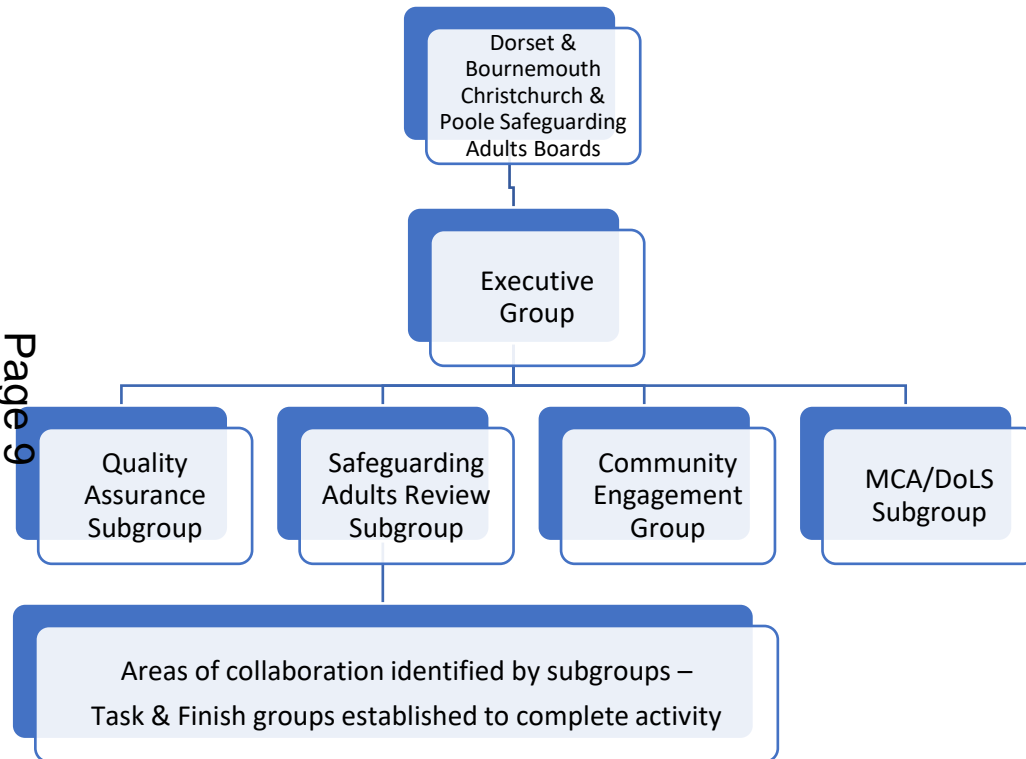 Dorset &
Bournemouth
Christchurch &
Poole Safeguarding
Adults Boards
Executive
Group
Page 9
Quality
Assurance
Subgroup
Safeguarding
Adults Review
Subgroup
Community
Engagement
Group
MCA/DoLS
Subgroup
Areas of collaboration identified by subgroups –
Task & Finish groups established to complete activity